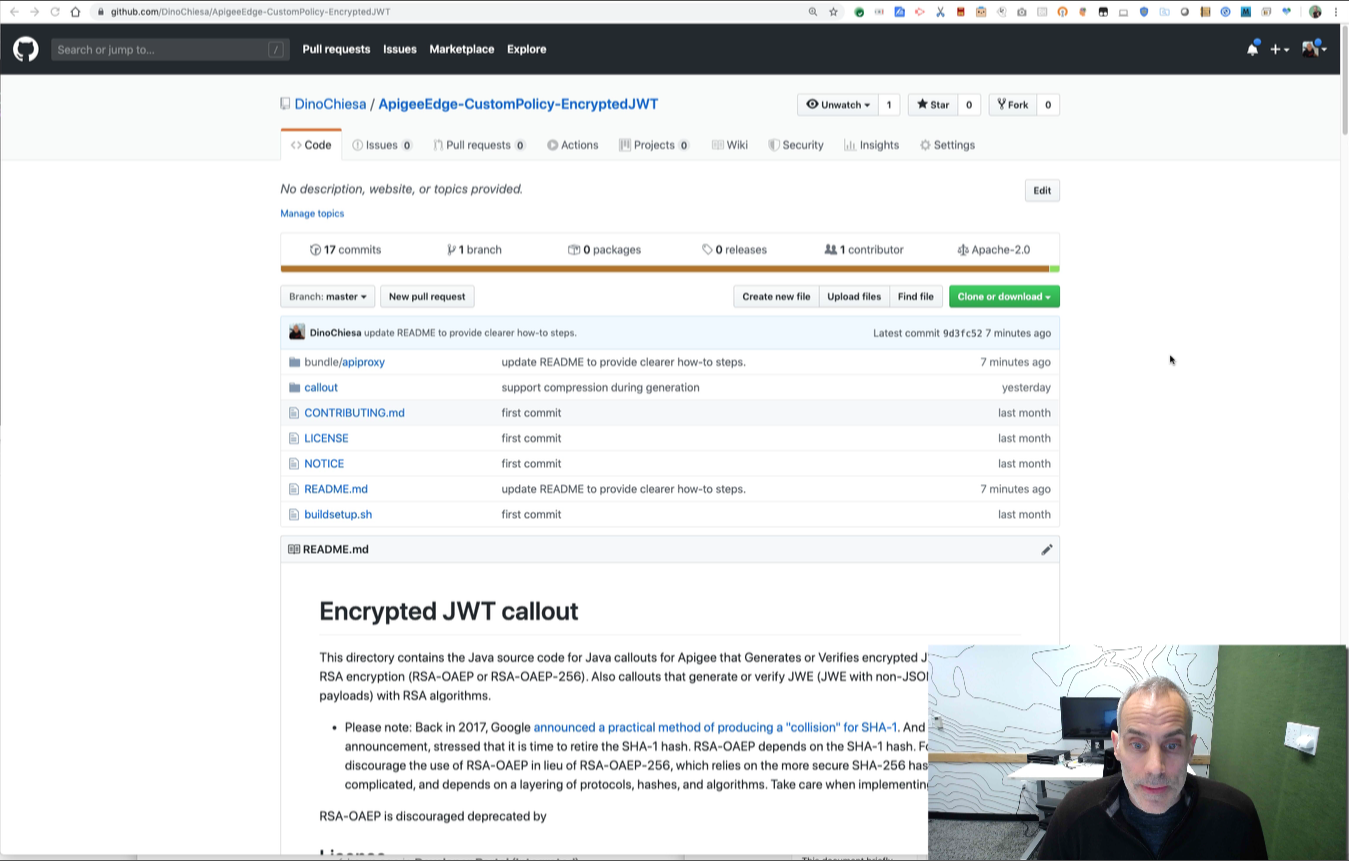 github.com/DinoChiesa/ApigeeEdge-CustomPolicy-EncryptedJWT
Search or jump to... /
Pull requests Issues Marketplace Explore
DinoChiesa / ApigeeEdge-CustomPolicy-EncryptedJWT
Unwatch 1 Star 0 Fork 0
Code Issues 0 Pull requests 0 Actions Projects 0 Wiki Security Insights Settings
No description, website, or topics provided. Edit
Manage topics
17 commits 1 branch 0 packages 0 releases 1 contributor Apache-2.0
Branch: master New pull request Create new file Upload files Find file Clone or download
DinoChiesa update README to provide clearer how-to steps. Latest commit 9d3fc52 7 minutes ago
bundle/apiproxy update README to provide clearer how-to steps. 7 minutes ago
callout support compression during generation yesterday
CONTRIBUTING.md first commit last month
LICENSE first commit last month
NOTICE first commit last month
README.md update README to provide clearer how-to steps. 7 minutes ago
buildsetup.sh first commit last month
README.md
Encrypted JWT callout
This directory contains the Java source code for Java callouts for Apigee that Generates or Verifies encrypted J
RSA encryption (RSA-OAEP or RSA-OAEP-256). Also callouts that generate or verify JWE (JWE with non-JSON
payloads) with RSA algorithms.
• Please note: Back in 2017, Google announced a practical method of producing a "collision" for SHA-1. And
announcement, stressed that it is time to retire the SHA-1 hash. RSA-OAEP depends on the SHA-1 hash. Fo
discourage the use of RSA-OAEP in lieu of RSA-OAEP-256, which relies on the more secure SHA-256 has
complicated, and depends on a layering of protocols, hashes, and algorithms. Take care when implementing
RSA-OAEP is discouraged deprecated by